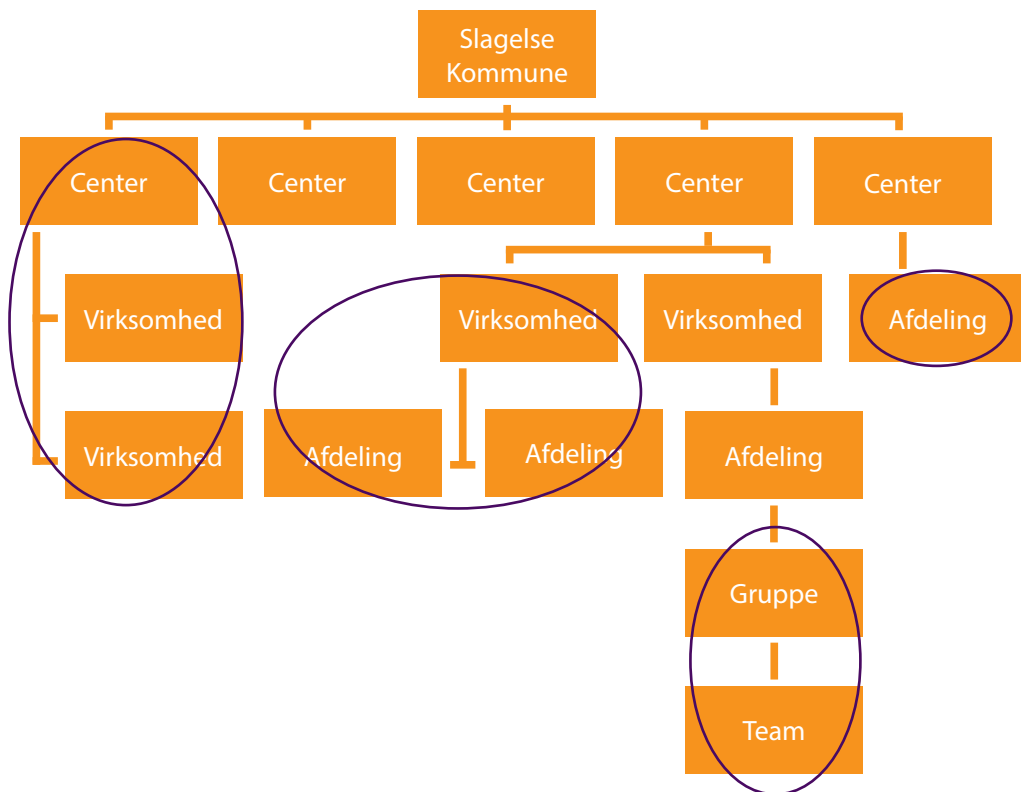 Slagelse
Kommune
Center
Center
Center
Center
Center
Virksomhed
Virksomhed
Virksomhed
Afdeling
Virksomhed
Afdeling
Afdeling
Afdeling
Gruppe
Team